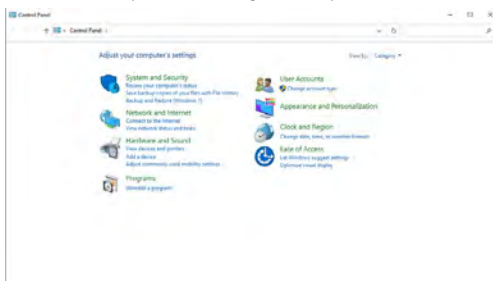 Control Panel
Control Panel
Adjust your computer's settings
View by: Category
System and Security
Review your computer's status
Save backup copies of your files with File History
Backup and Restore (Windows 7)
Network and Internet
Connect to the Internet
View network status and tasks
Hardware and Sound
View devices and printers
Add a device
Adjust commonly used mobility settings
Programs
Uninstall a program
User Accounts
Change account type
Appearance and Personalization
Clock and Region
Change date, time, or number formats
Ease of Access
Let Windows suggest settings
Optimize visual display